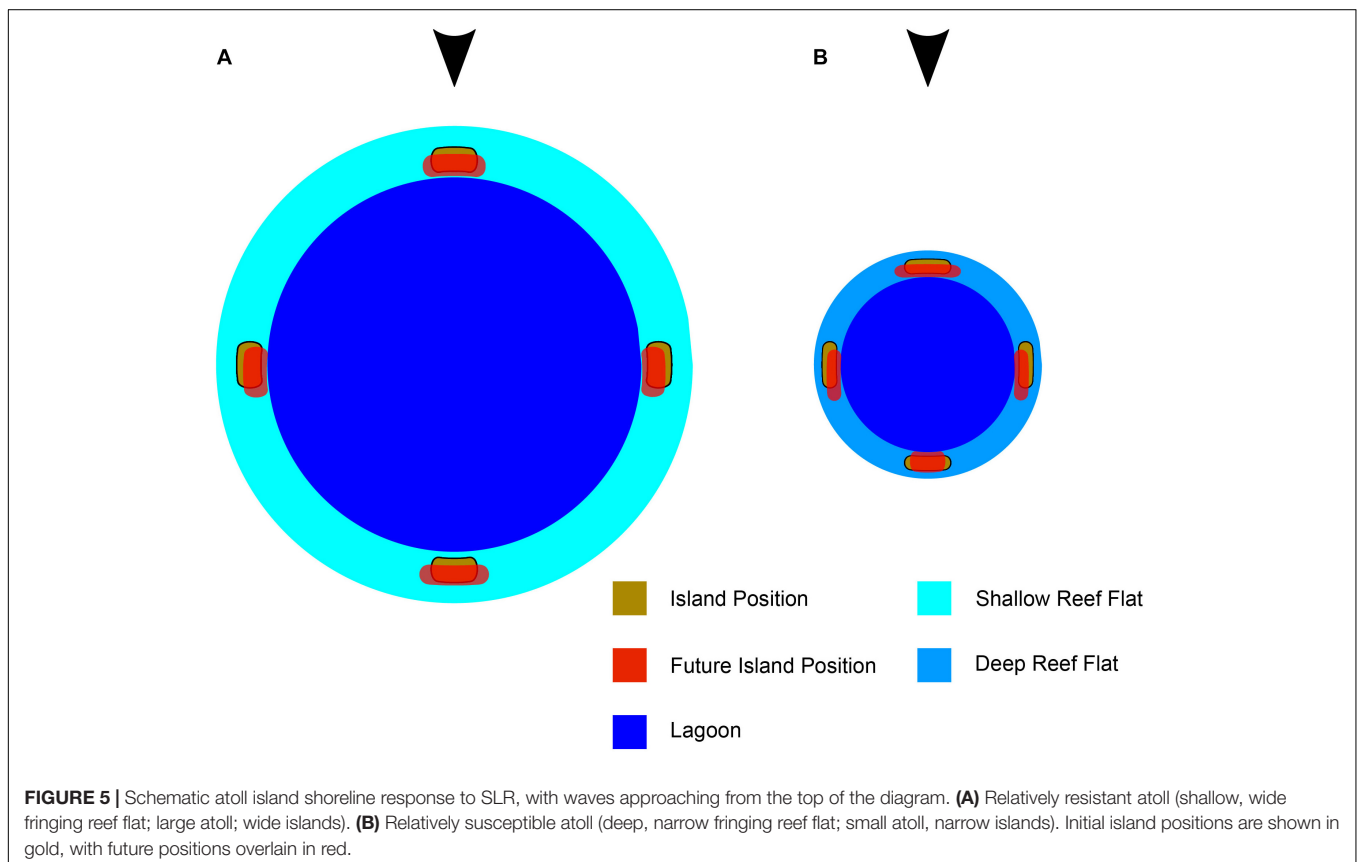 A
B
Island Position
Shallow Reef Flat
Future Island Position
Deep Reef Flat
Lagoon
FIGURE 5 | Schematic atoll island shoreline response to SLR, with waves approaching from the top of the diagram. (A) Relatively resistant atoll (shallow, wide
fringing reef flat; large atoll; wide islands). (B) Relatively susceptible atoll (deep, narrow fringing reef flat; small atoll, narrow islands). Initial island positions are shown in
gold, with future positions overlain in red.